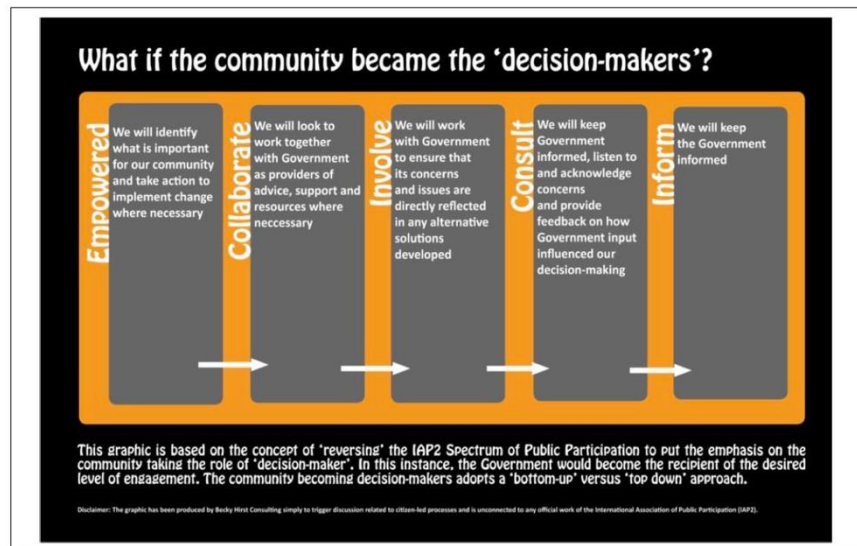 What if the community became the ‘decision-makers’?
Empowered
We will identify
what is important
for our community
and take action to
implement change
where necessary
Collaborate
We will look to
work together
with Government
as providers of
advice, support and
resources where
neccessary
Involve
We will work
with Government
to ensure that
its concerns
and issues are
directly reflected
in any alternative
solutions
developed
Consult
We will keep
Government
informed, listen to
and acknowledge
concerns
and provide
feedback on how
Government input
influenced our
decision-making
Inform
We will keep
the Government
informed
This graphic is based on the concept of ‘reversing’ the IAP2 Spectrum of Public Participation to put the emphasis on the
community taking the role of ‘decision-maker’. In this instance, the Government would become the recipient of the desired
level of engagement. The community becoming decision-makers adopts a ‘bottom-up’ versus ‘top down’ approach.
Disclaimer: The graphic has been produced by Becky Hirst Consulting simply to trigger discussion related to citizen-led processes and is unconnected to any official work of the International Association of Public Participation (IAP2).